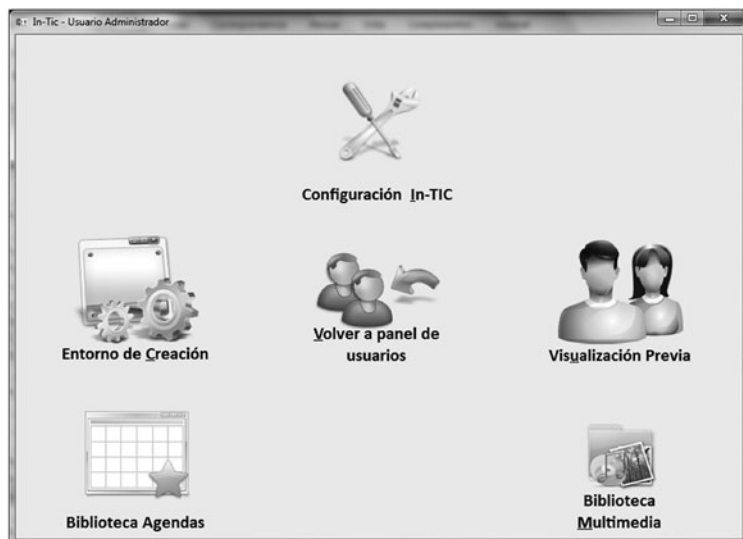 In-Tic - Usuario Administrador
Configuración In-TIC
Entorno de Creación
Volver a panel de
usuarios
Visualización Previa
Biblioteca Agendas
Biblioteca
Multimedia